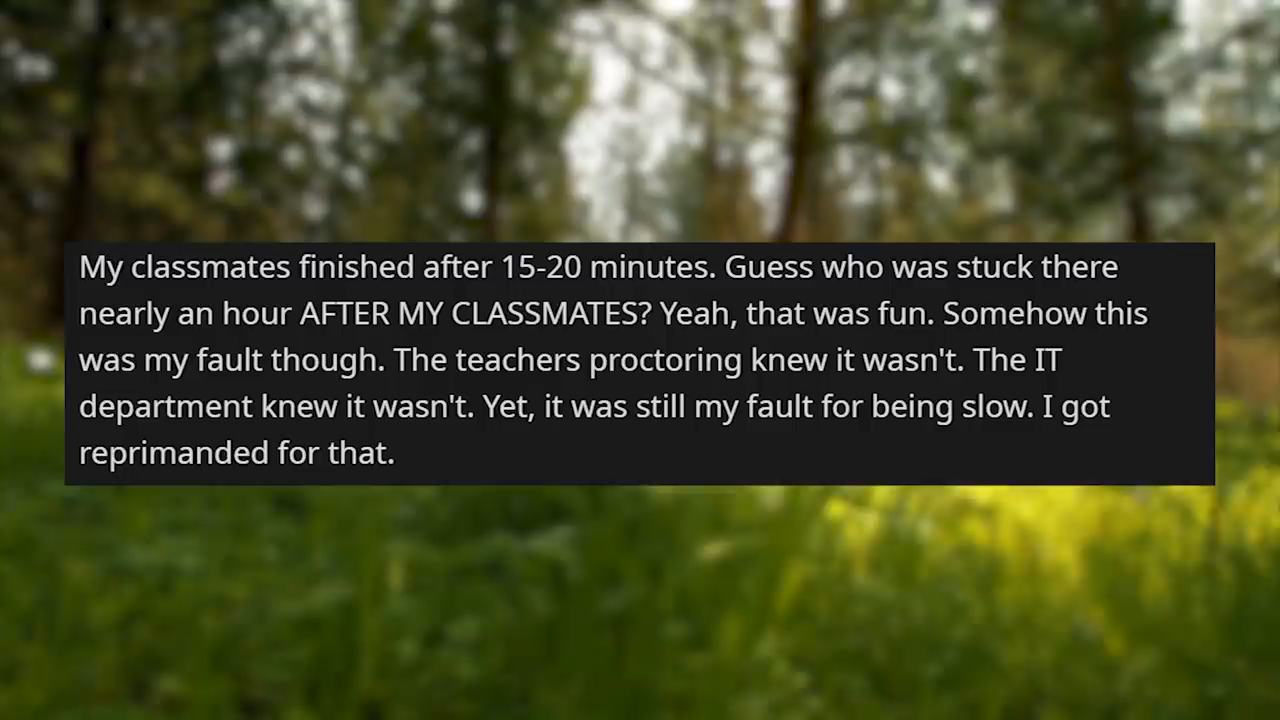 My classmates finished after 15-20 minutes. Guess who was stuck there
nearly an hour AFTER MY CLASSMATES? Yeah, that was fun. Somehow this
was my fault though. The teachers proctoring knew it wasn't. The IT
department knew it wasn't. Yet, it was still my fault for being slow. I got
reprimanded for that.